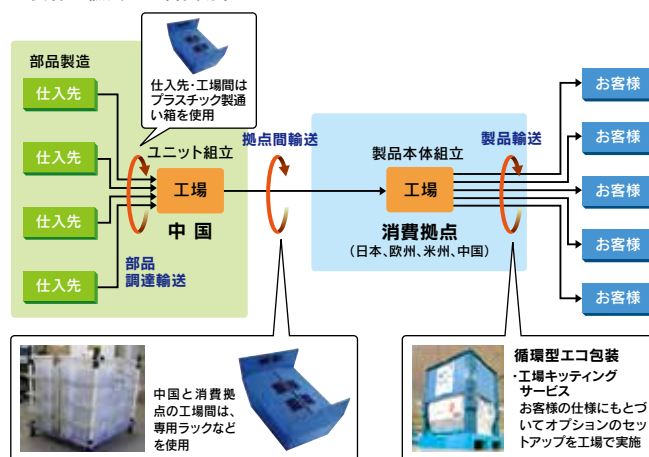 部品製造
仕入先
仕入先
仕入先
仕入先
仕入先・工場間は
プラスチック製通
い箱を使用
ユニット組立
工場
中国
部品
調達輸送
拠点間輸送
製品本体組立
工場
消費拠点
（日本、欧州、米州、中国）
製品輸送
お客様
お客様
お客様
お客様
お客様
中国と消費拠
点の工場間は、
専用ラックなど
を使用
循環型エコ包装
・工場キッティング
サービス
お客様の仕様にもとづ
いてオプションのセッ
トアップを工場で実施